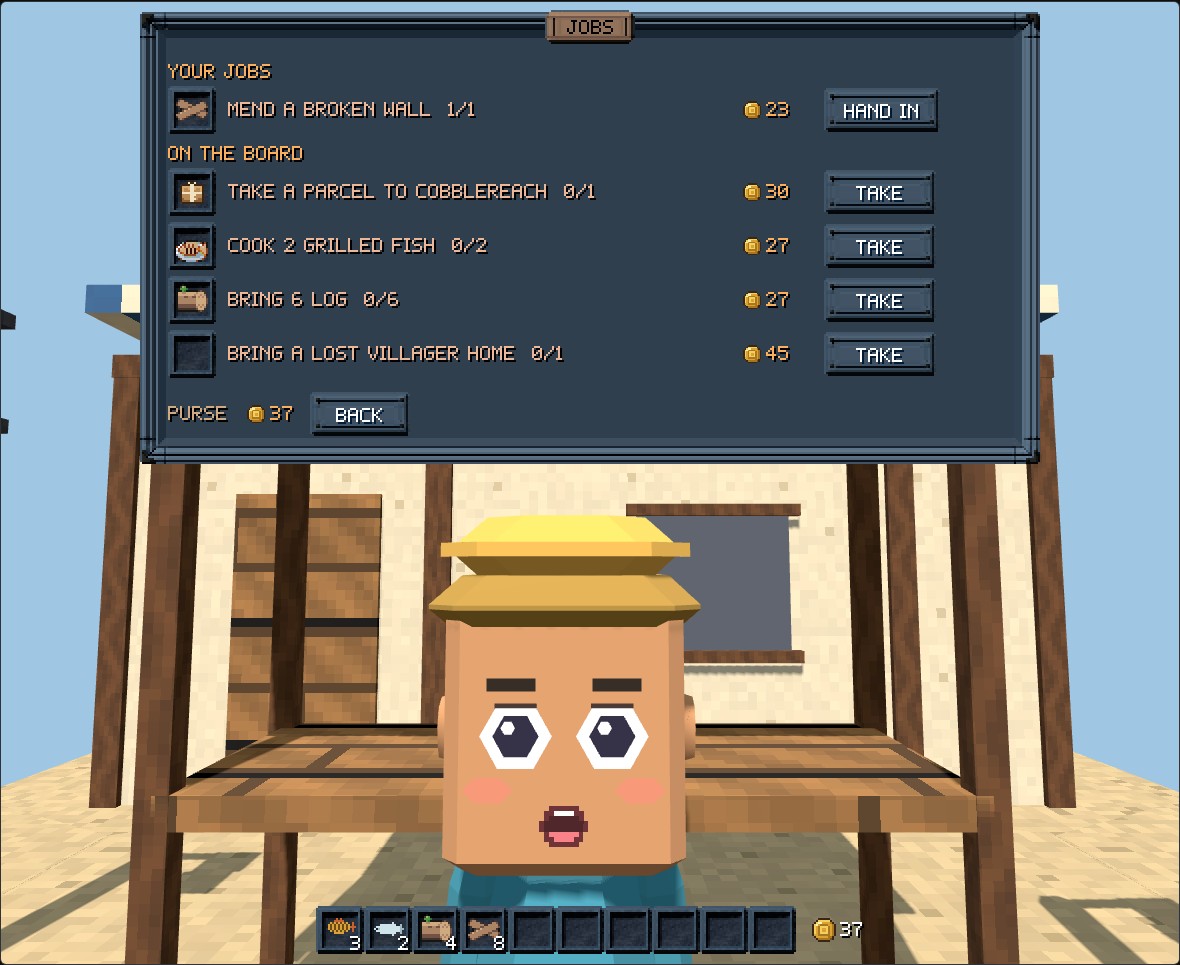 JOBS
YOUR JOBS
MEND A BROKEN WALL 1/1 23 HAND IN
ON THE BOARD
TAKE A PARCEL TO COBBLEREACH 0/1 30 TAKE
COOK 2 GRILLED FISH 0/2 27 TAKE
BRING 6 LOG 0/6 27 TAKE
BRING A LOST VILLAGER HOME 0/1 45 TAKE
PURSE 37 BACK
3 2 4 8 37